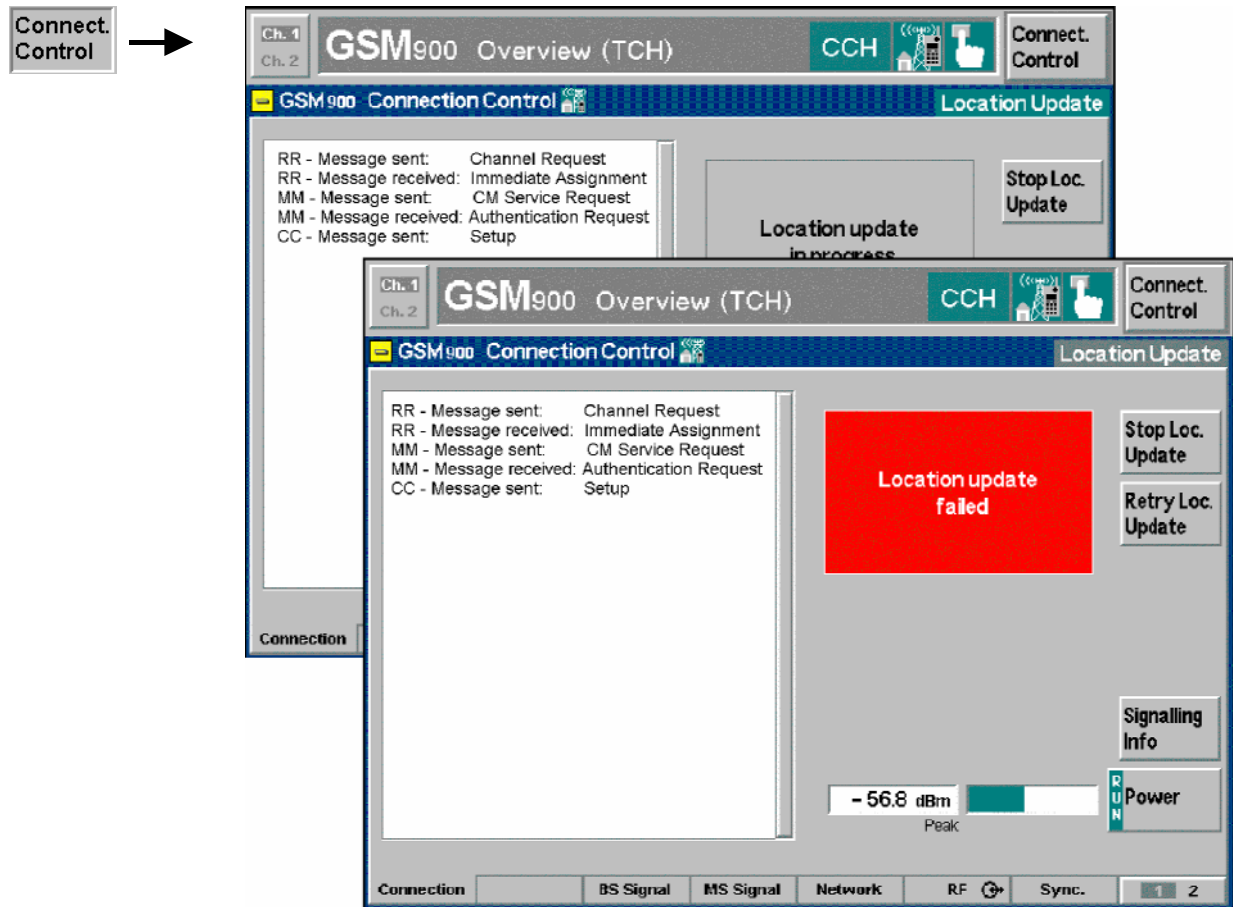 Connect.
Control
Ch. 1
Ch. 2
GSM900 Overview (TCH)
CCH
Connect.
Control
GSM 900 Connection Control
Location Update
RR - Message sent: Channel Request
RR - Message received: Immediate Assignment
MM - Message sent: CM Service Request
MM - Message received: Authentication Request
CC - Message sent: Setup
Location update
in progress
Stop Loc.
Update
Connection
Ch. 1
Ch. 2
GSM900 Overview (TCH)
CCH
Connect.
Control
GSM 900 Connection Control
Location Update
RR - Message sent: Channel Request
RR - Message received: Immediate Assignment
MM - Message sent: CM Service Request
MM - Message received: Authentication Request
CC - Message sent: Setup
Location update
failed
Stop Loc.
Update
Retry Loc.
Update
Signalling
Info
- 56.8 dBm
Peak
RUN
Power
Connection BS Signal MS Signal Network RF Sync. 1 2